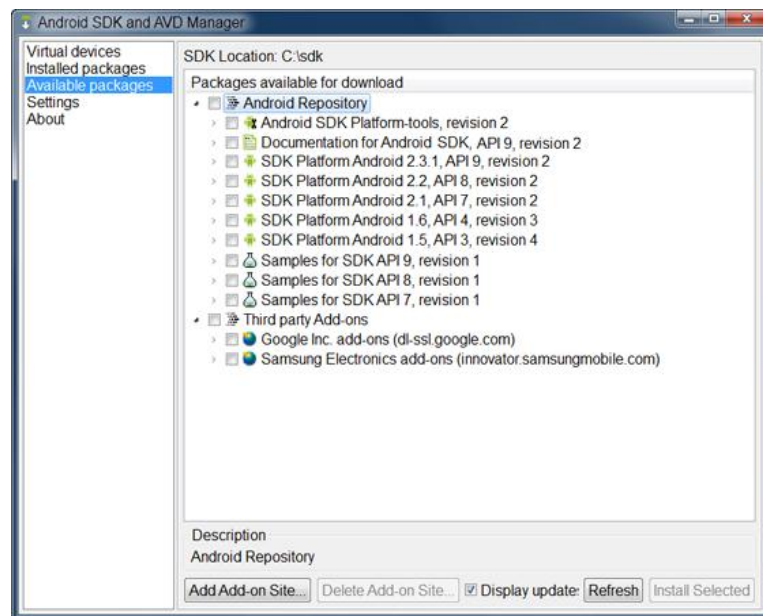 Android SDK and AVD Manager
Virtual devices
Installed packages
Available packages
Settings
About
SDK Location: C:\sdk
Packages available for download
Android Repository
Android SDK Platform-tools, revision 2
Documentation for Android SDK, API 9, revision 2
SDK Platform Android 2.3.1, API 9, revision 2
SDK Platform Android 2.2, API 8, revision 2
SDK Platform Android 2.1, API 7, revision 2
SDK Platform Android 1.6, API 4, revision 3
SDK Platform Android 1.5, API 3, revision 4
Samples for SDK API 9, revision 1
Samples for SDK API 8, revision 1
Samples for SDK API 7, revision 1
Third party Add-ons
Google Inc. add-ons (dl-ssl.google.com)
Samsung Electronics add-ons (innovator.samsungmobile.com)
Description
Android Repository
Add Add-on Site... Delete Add-on Site... Display update: Refresh Install Selected